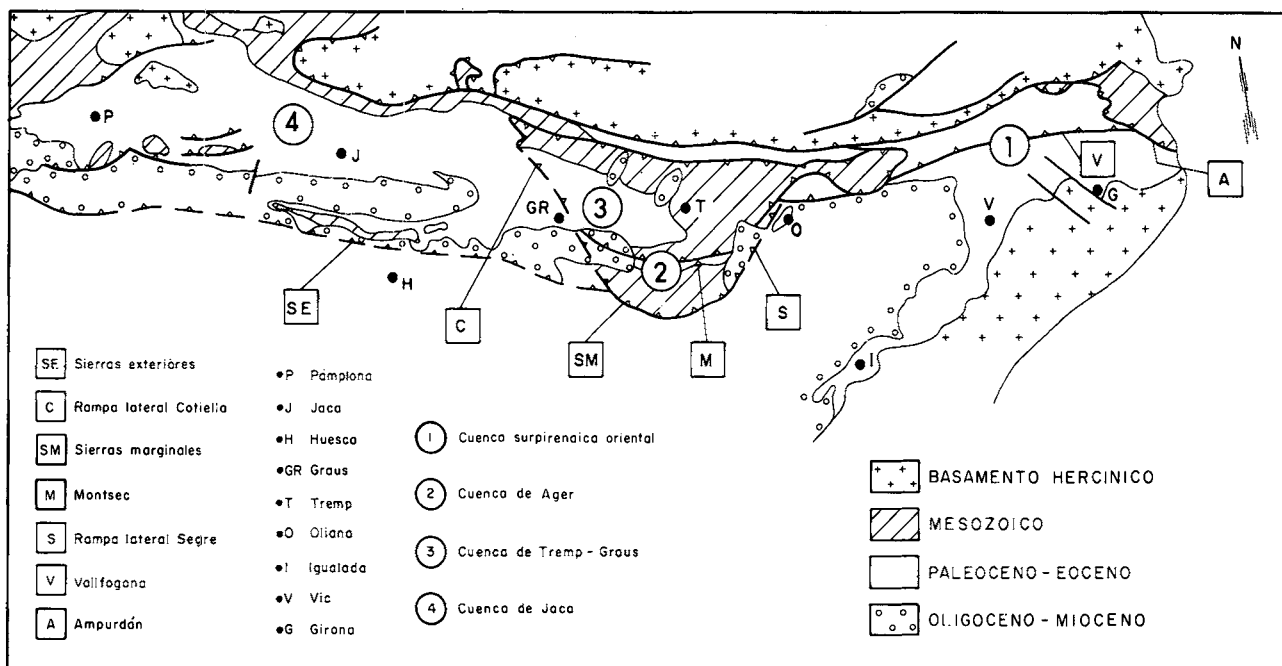 N
4
P
J
1
V
A
G
GR
3
T
O
V
2
H
SE
C
SM
M
S
I
SE Sierras exteriores
C Rampa lateral Cotiella
SM Sierras marginales
M Montsec
S Rampa lateral Segre
V Vallfogona
A Ampurdán
P Pamplona
J Jaca
H Huesca
GR Graus
T Tremp
O Oliana
I Igualada
V Vic
G Girona
1 Cuenca surpirenaica oriental
2 Cuenca de Ager
3 Cuenca de Tremp-Graus
4 Cuenca de Jaca
BASAMENTO HERCINICO
MESOZOICO
PALEOCENO-EOCENO
OLIGOCENO-MIOCENO